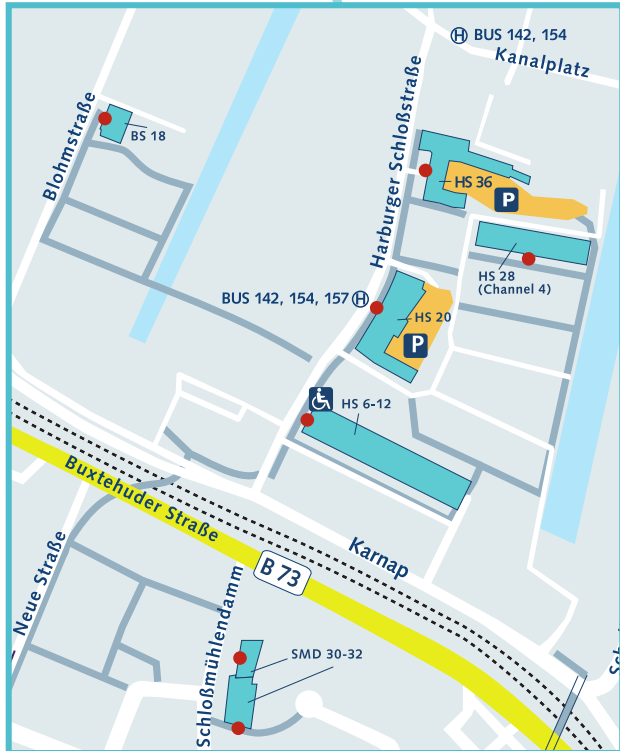 H BUS 142, 154
Kanalplatz
Blohmstraße
BS 18
Harburger Schloßstraße
HS 36
P
HS 28
(Channel 4)
BUS 142, 154, 157 H
HS 20
P
HS 6-12
Buxtehuder Straße
Karnap
B 73
Neue Straße
Schloßmühlendamm
SMD 30-32